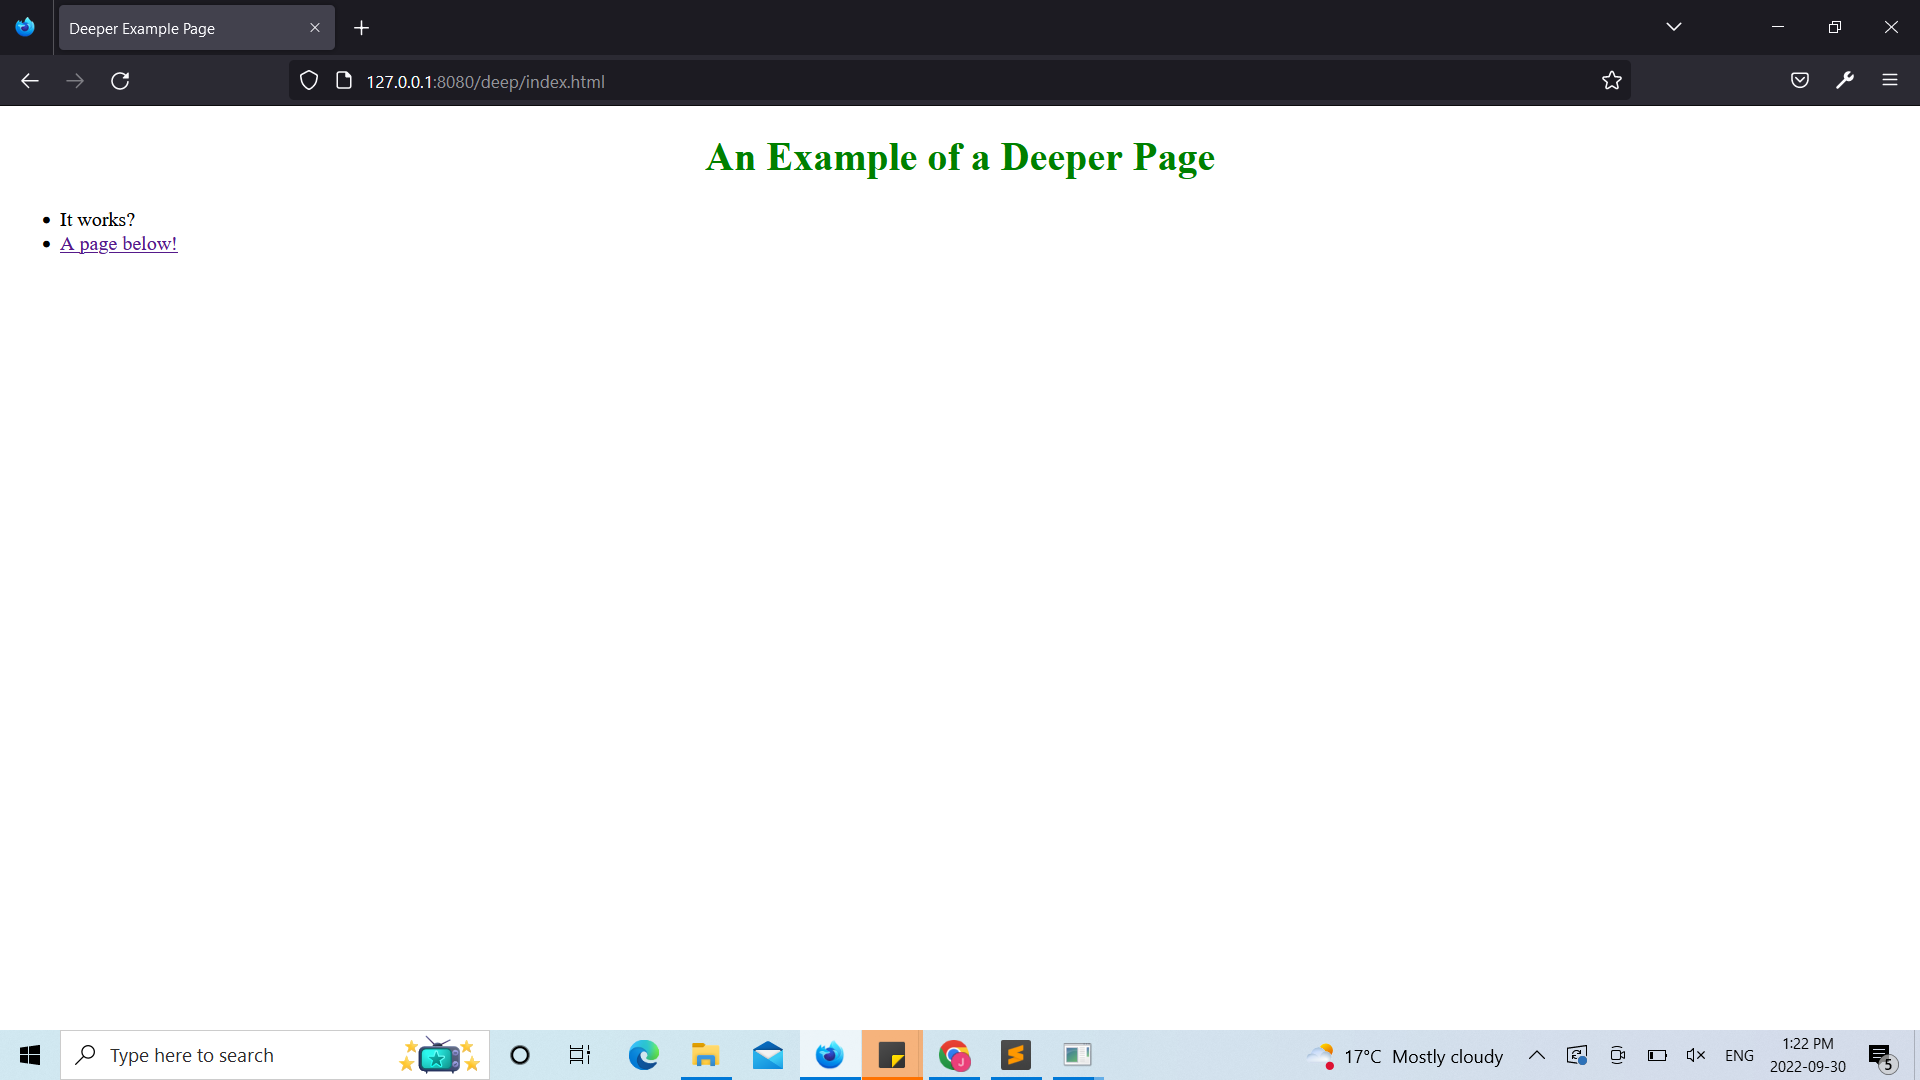 Deeper Example Page
127.0.0.1:8080/deep/index.html
An Example of a Deeper Page
It works?
A page below!
Type here to search
J
17°C Mostly cloudy
ENG
1:22 PM
2022-09-30
5